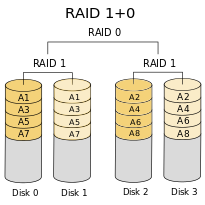 RAID 1+0
RAID 0
RAID 1 RAID 1
A1 A1 A2 A2
A3 A3 A4 A4
A5 A5 A6 A6
A7 A7 A8 A8
Disk 0 Disk 1 Disk 2 Disk 3